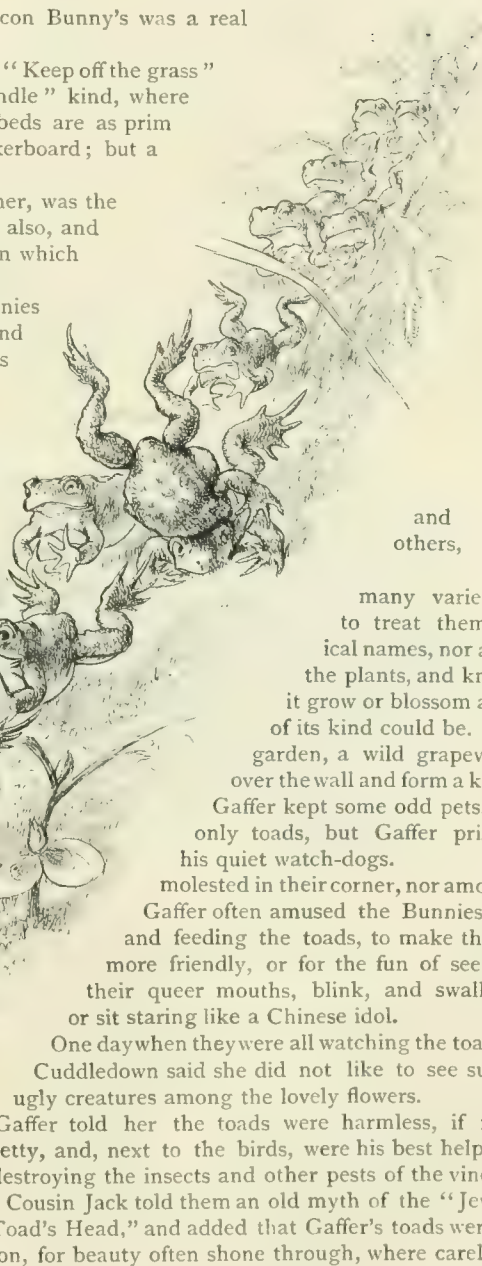 con Bunny's was a real
"Keep off the grass"
ndle" kind, where
beds are as prim
kerboard; but a
ner, was the
also, and
n which
nies
nd
s
and
others,
many varie
to treat them
ical names, nor a
the plants, and kn
it grow or blossom a
of its kind could be.
garden, a wild grapev
over the wall and form a k
Gaffer kept some odd pets
only toads, but Gaffer pri
his quiet watch-dogs.
molested in their corner, nor amo
Gaffer often amused the Bunnies
and feeding the toads, to make th
more friendly, or for the fun of see
their queer mouths, blink, and swall
or sit staring like a Chinese idol.
One day when they were all watching the toa
Cuddledown said she did not like to see su
ugly creatures among the lovely flowers.
Gaffer told her the toads were harmless, if
etty, and, next to the birds, were his best help
destroying the insects and other pests of the vine
Cousin Jack told them an old myth of the "Jew
Toad's Head," and added that Gaffer's toads wer
on, for beauty often shone through, where carel